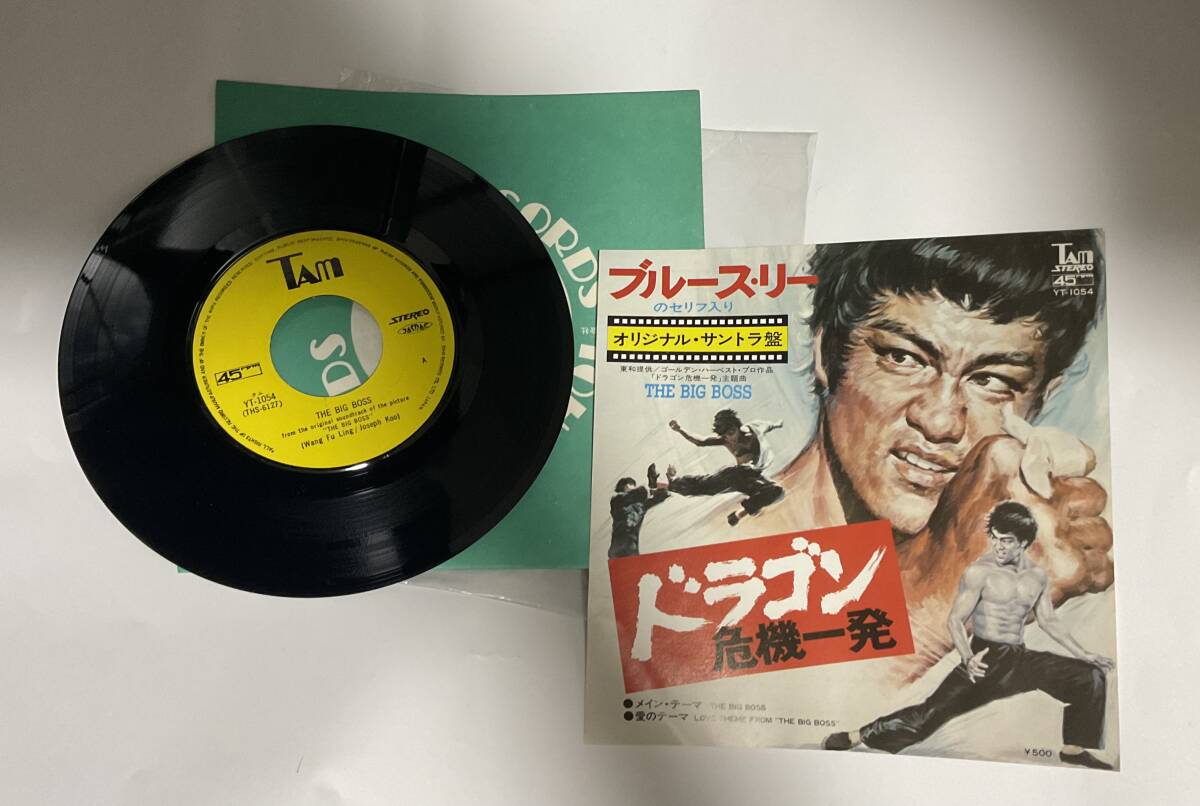 TAM
STEREO
JASRAC
A
45rpm
YT-1054
(THS-6127)
THE BIG BOSS
from the original soundtrack of the picture
"THE BIG BOSS"
(Wang Fu Ling/Joseph Koo)
CORDS
DS
ブルース・リー
のセリフ入り
オリジナル・サントラ盤
東和提供/ゴールデン・ハーベスト・プロ作品
「ドラゴン危機一発」主題曲
THE BIG BOSS
TAM
STEREO
45rpm
YT-1054
ドラゴン
危機一発
●メイン・テーマ THE BIG BOSS
●愛のテーマ LOVE THEME FROM "THE BIG BOSS"
¥500